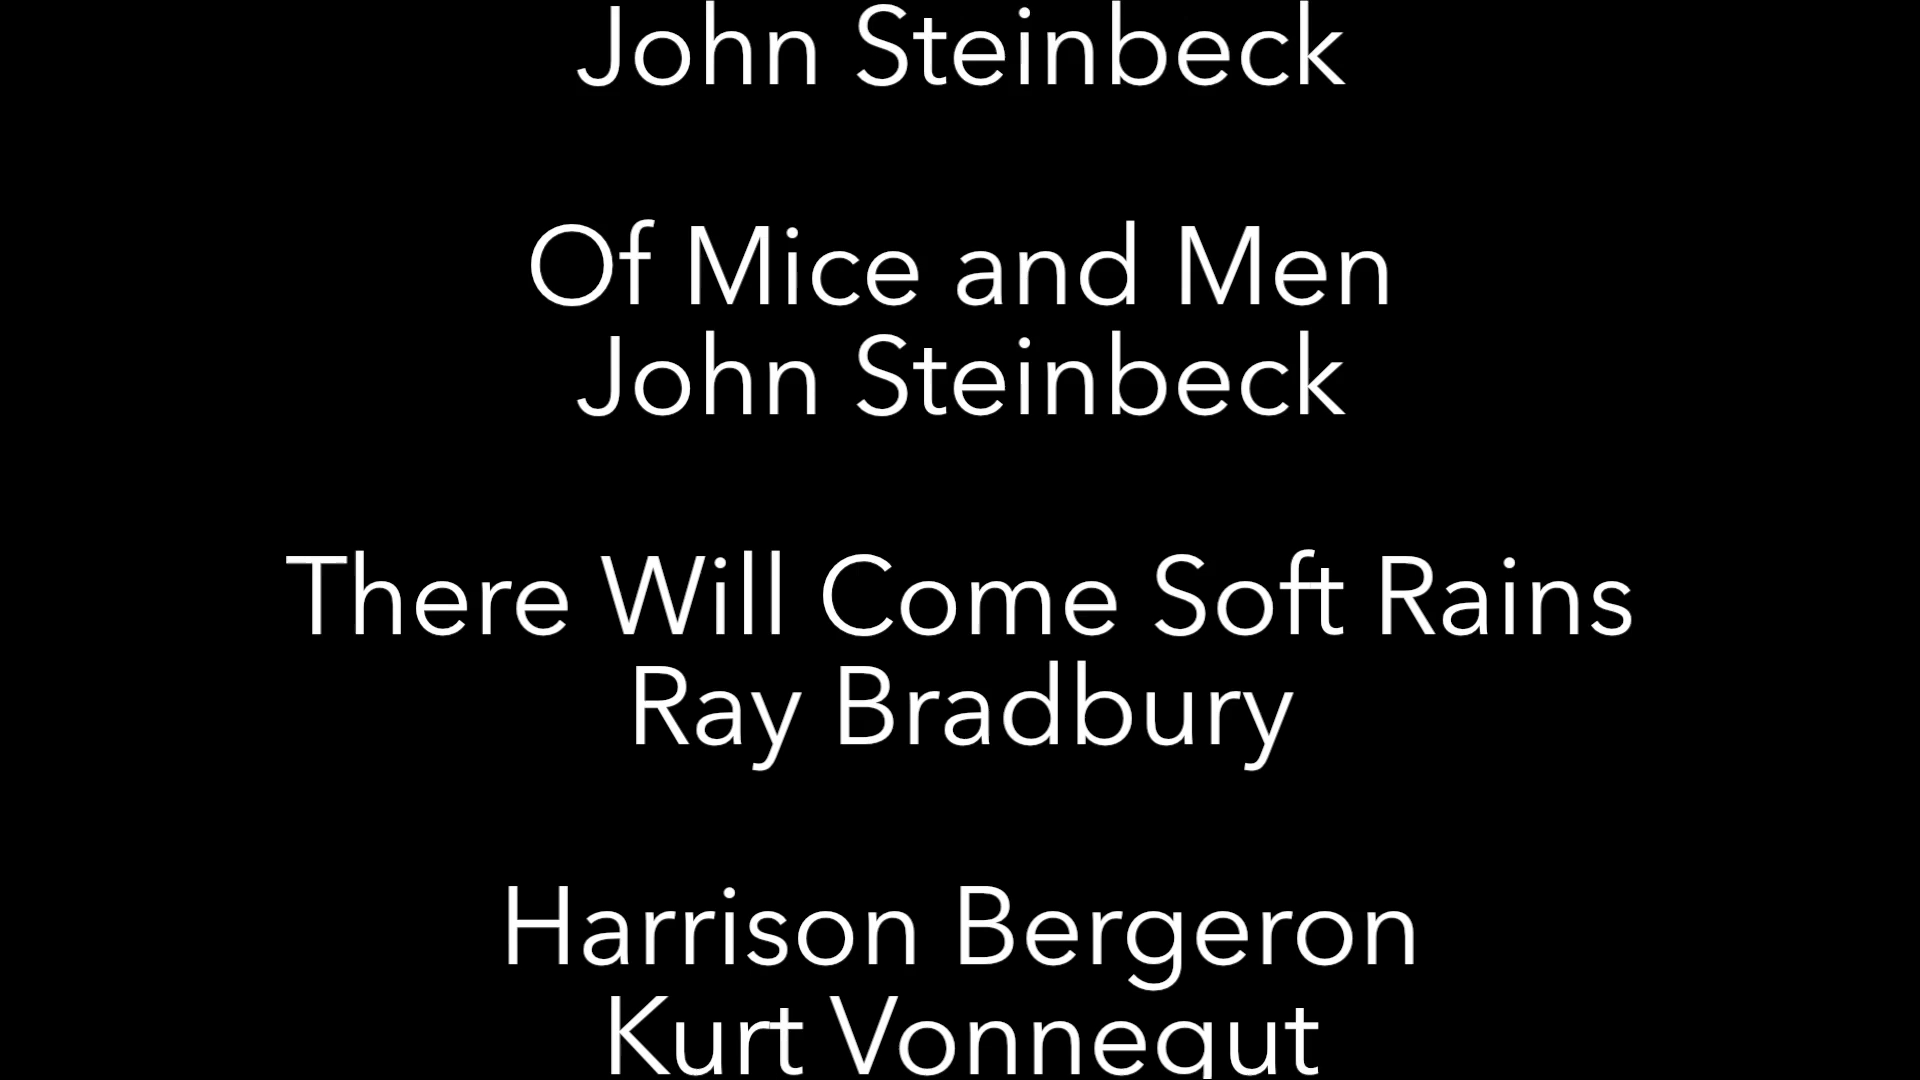 John Steinbeck
Of Mice and Men
John Steinbeck
There Will Come Soft Rains
Ray Bradbury
Harrison Bergeron
Kurt Vonnegut